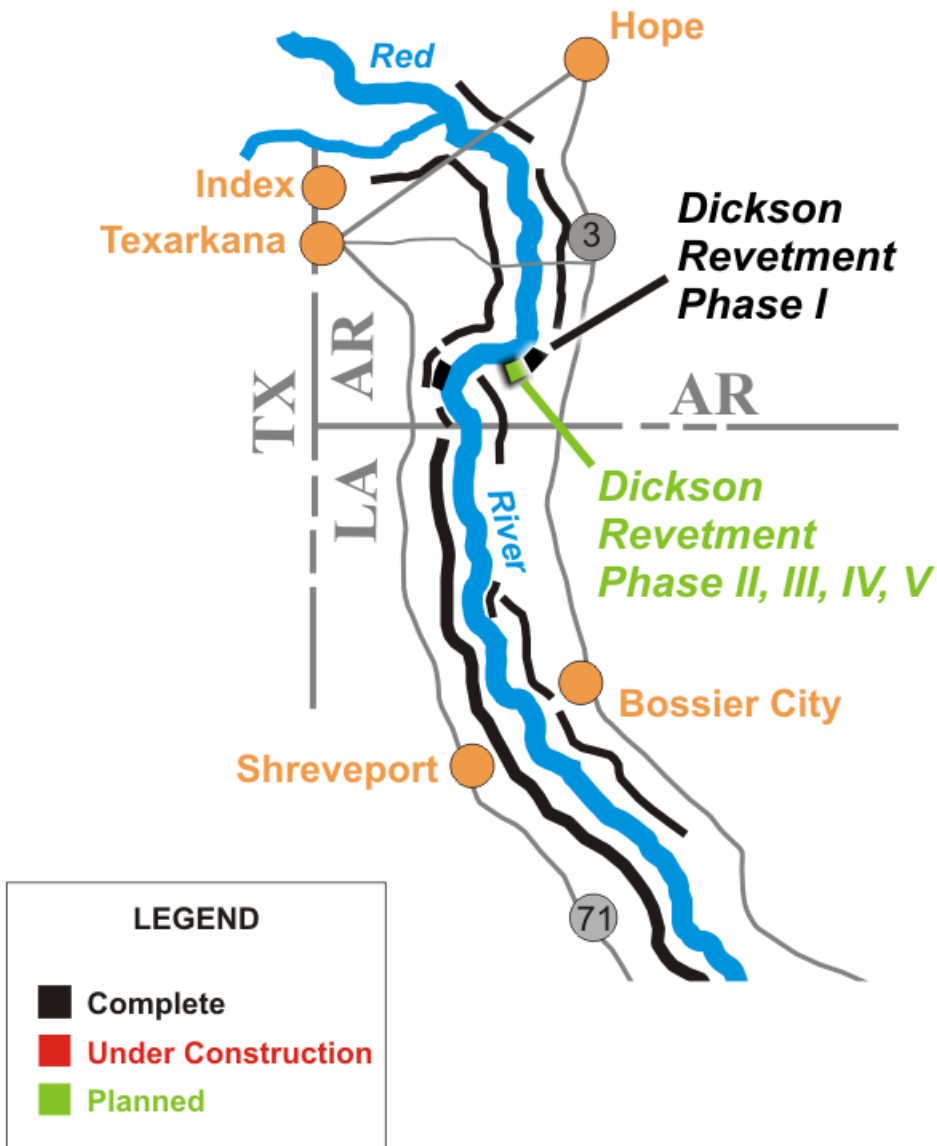 Hope
Red
Index
Texarkana
3
Dickson
Revetment
Phase I
TX
AR
AR
LA
River
Dickson
Revetment
Phase II, III, IV, V
Bossier City
Shreveport
71
LEGEND
Complete
Under Construction
Planned